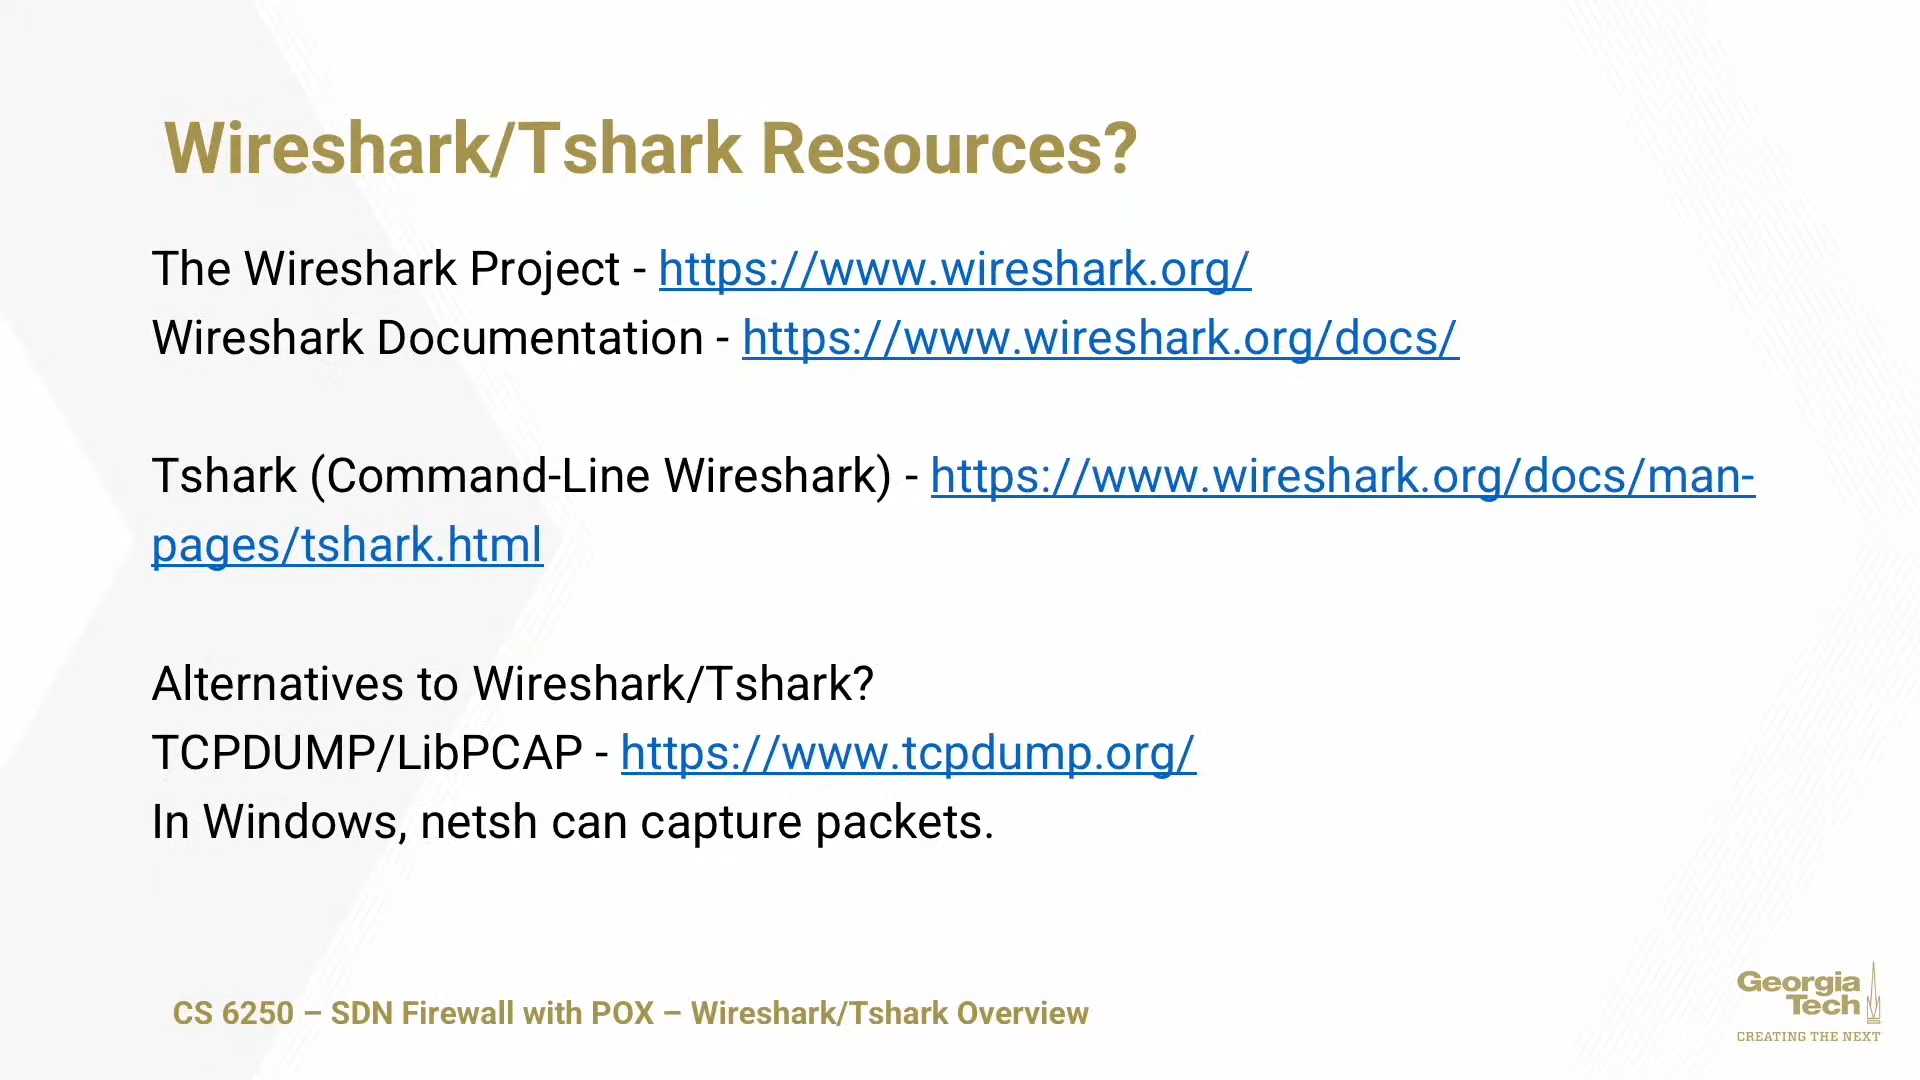 Wireshark/Tshark Resources?
The Wireshark Project - https://www.wireshark.org/
Wireshark Documentation - https://www.wireshark.org/docs/
Tshark (Command-Line Wireshark) - https://www.wireshark.org/docs/man-
pages/tshark.html
Alternatives to Wireshark/Tshark?
TCPDUMP/LibPCAP - https://www.tcpdump.org/
In Windows, netsh can capture packets.
CS 6250 – SDN Firewall with POX – Wireshark/Tshark Overview
Georgia
Tech
CREATING THE NEXT